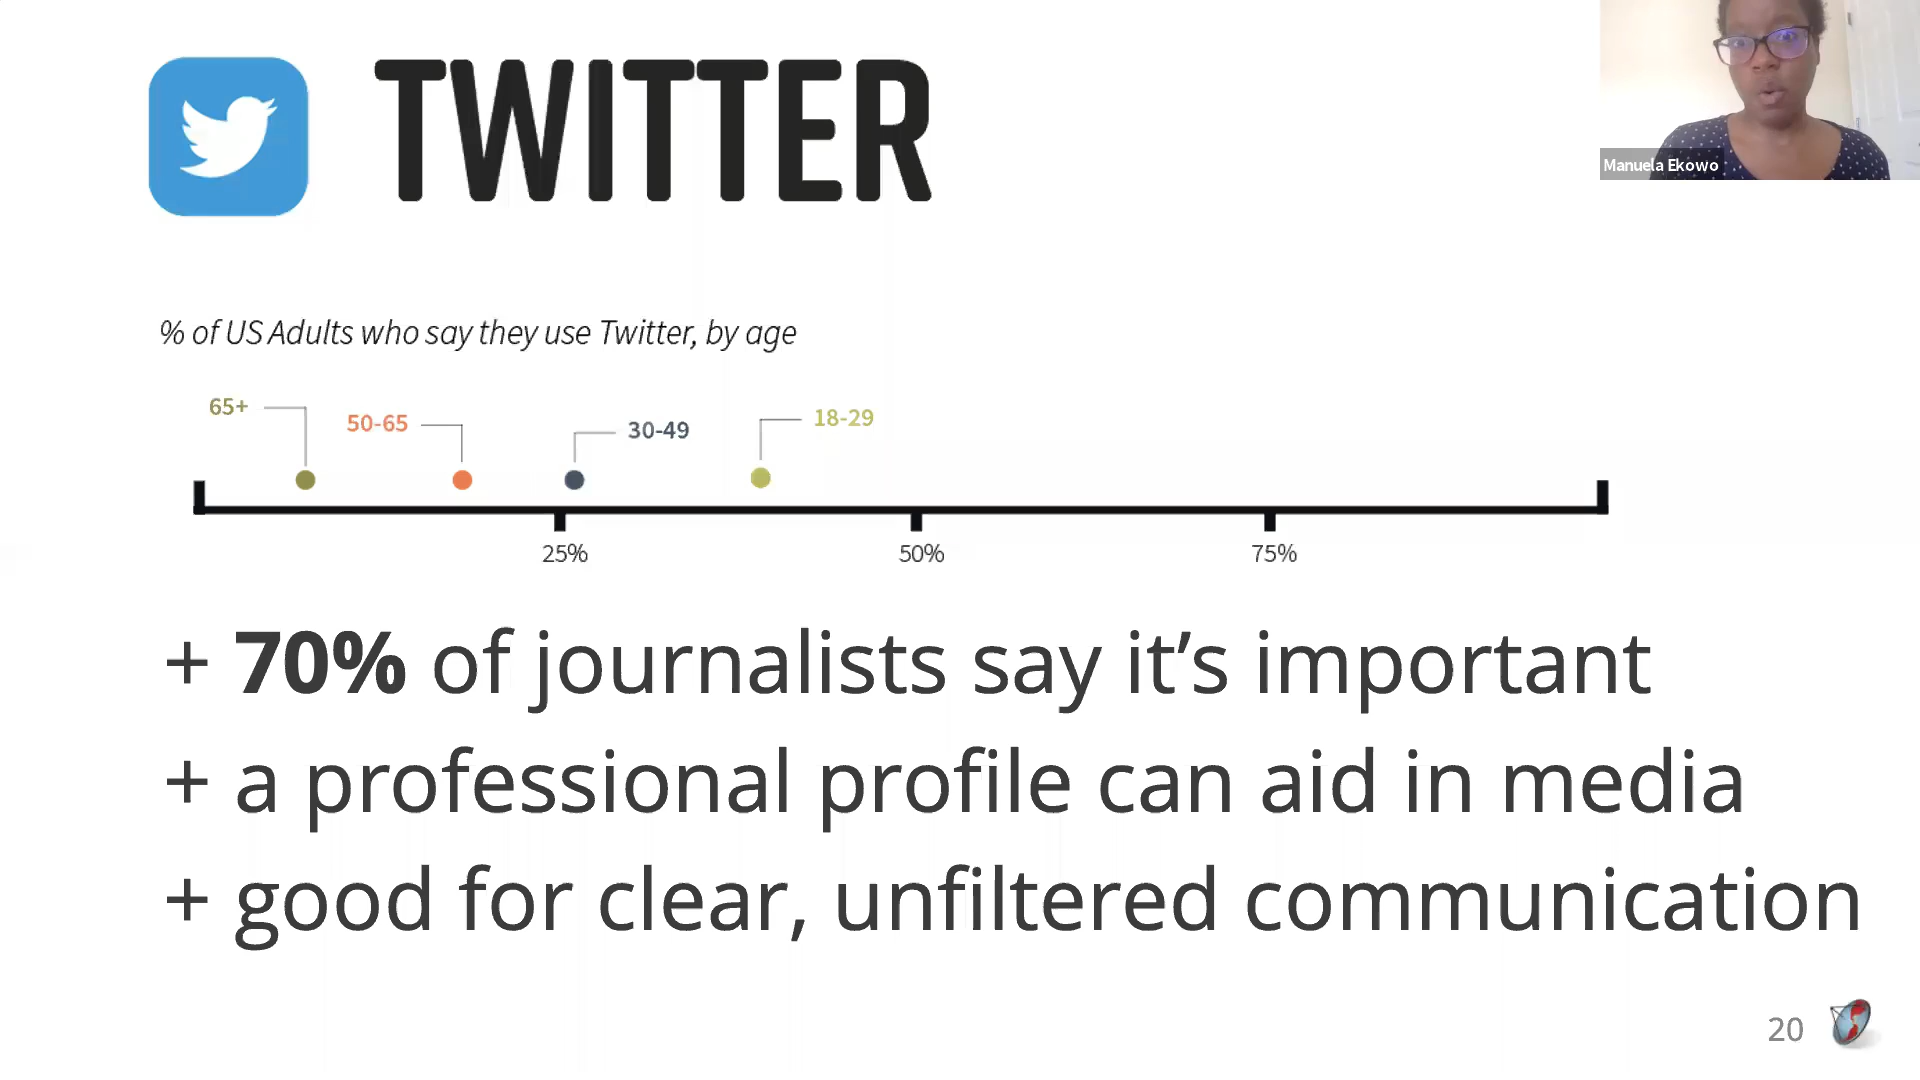 TWITTER
Manuela Ekowo
% of US Adults who say they use Twitter, by age
65+
50-65
30-49
18-29
25%
50%
75%
+ 70% of journalists say it’s important
+ a professional profile can aid in media
+ good for clear, unfiltered communication
20